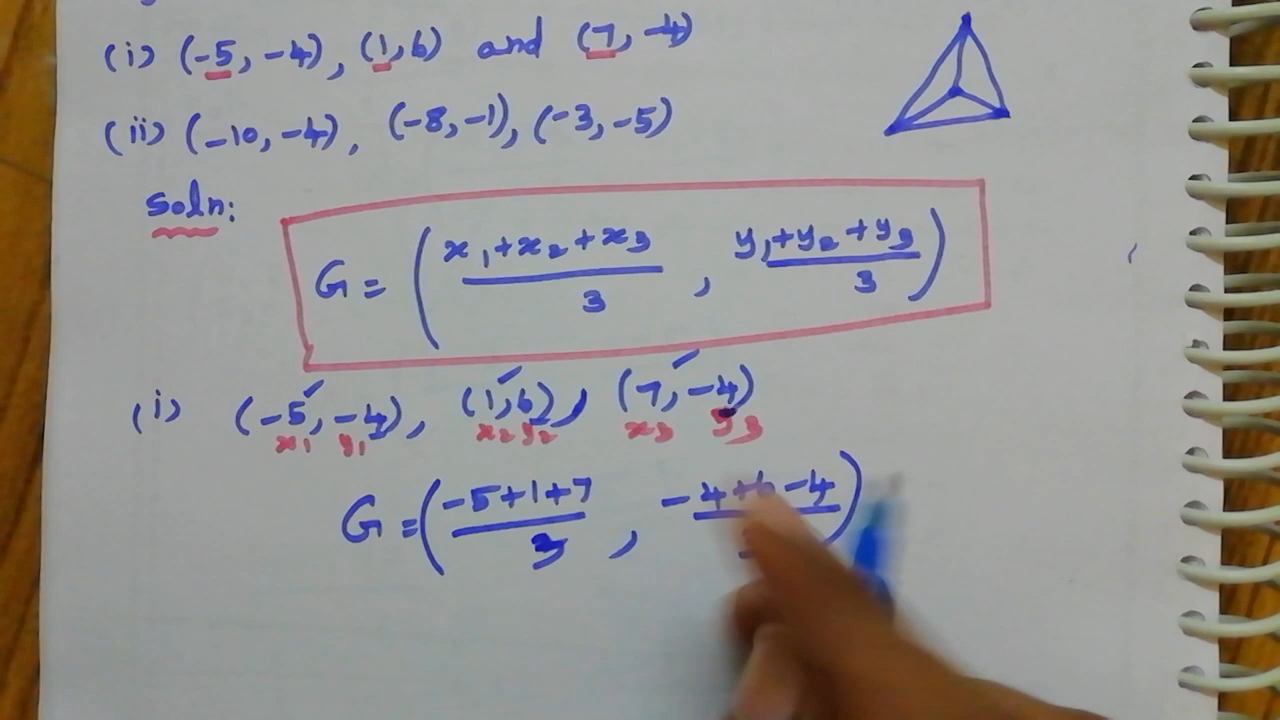 (i) (-5, -4), (1,6) and (7, -4)
(ii) (-10, -4), (-8, -1), (-3, -5)
Soln:
G = ( x₁+x₂+x₃ / 3 , y₁+y₂+y₃ / 3 )
(i) (-5, -4), (1,6), (7, -4)
x₁ y₁ x₂ y₂ x₃ y₃
G = ( -5+1+7 / 3 , -4+6-4 / )